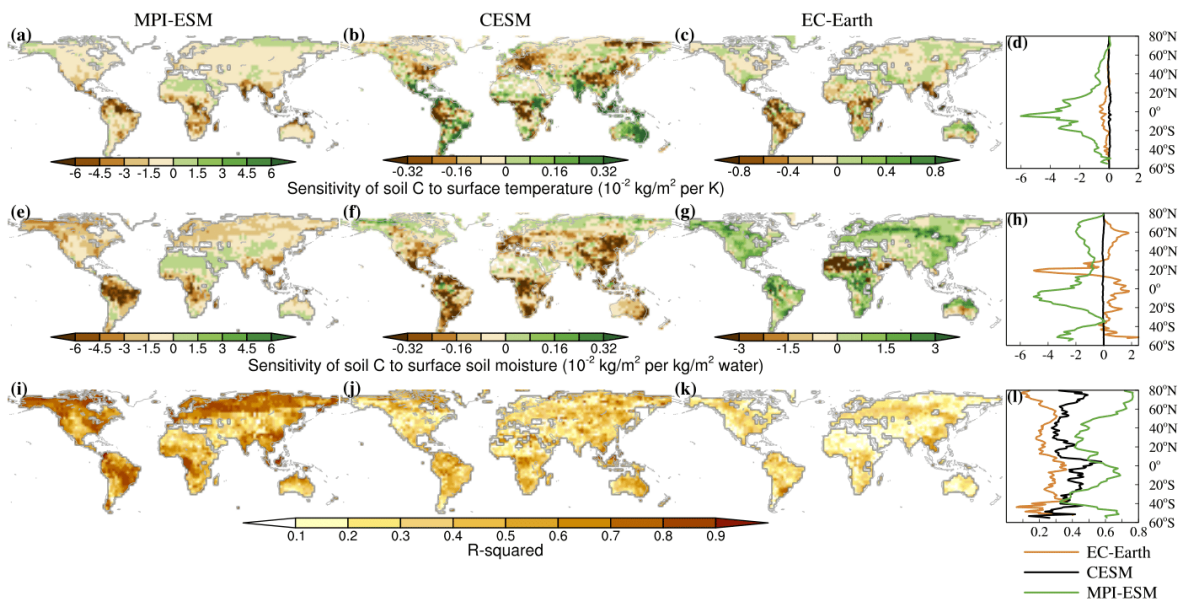 MPI-ESM CESM EC-Earth
(a) (b) (c) (d) 80°N
60°N
40°N
20°N
0°
20°S
40°S
60°S
-6 -4.5 -3 -1.5 0 1.5 3 4.5 6 -0.32 -0.16 0 0.16 0.32 -0.8 -0.4 0 0.4 0.8 -6 -4 -2 0 2
Sensitivity of soil C to surface temperature (10⁻² kg/m² per K)
(e) (f) (g) (h) 80°N
60°N
40°N
20°N
0°
20°S
40°S
60°S
-6 -4.5 -3 -1.5 0 1.5 3 4.5 6 -0.32 -0.16 0 0.16 0.32 -3 -1.5 0 1.5 3 -6 -4 -2 0 2
Sensitivity of soil C to surface soil moisture (10⁻² kg/m² per kg/m² water)
(i) (j) (k) (l) 80°N
60°N
40°N
20°N
0°
20°S
40°S
60°S
0.1 0.2 0.3 0.4 0.5 0.6 0.7 0.8 0.9 0.2 0.4 0.6 0.8
R-squared
EC-Earth
CESM
MPI-ESM